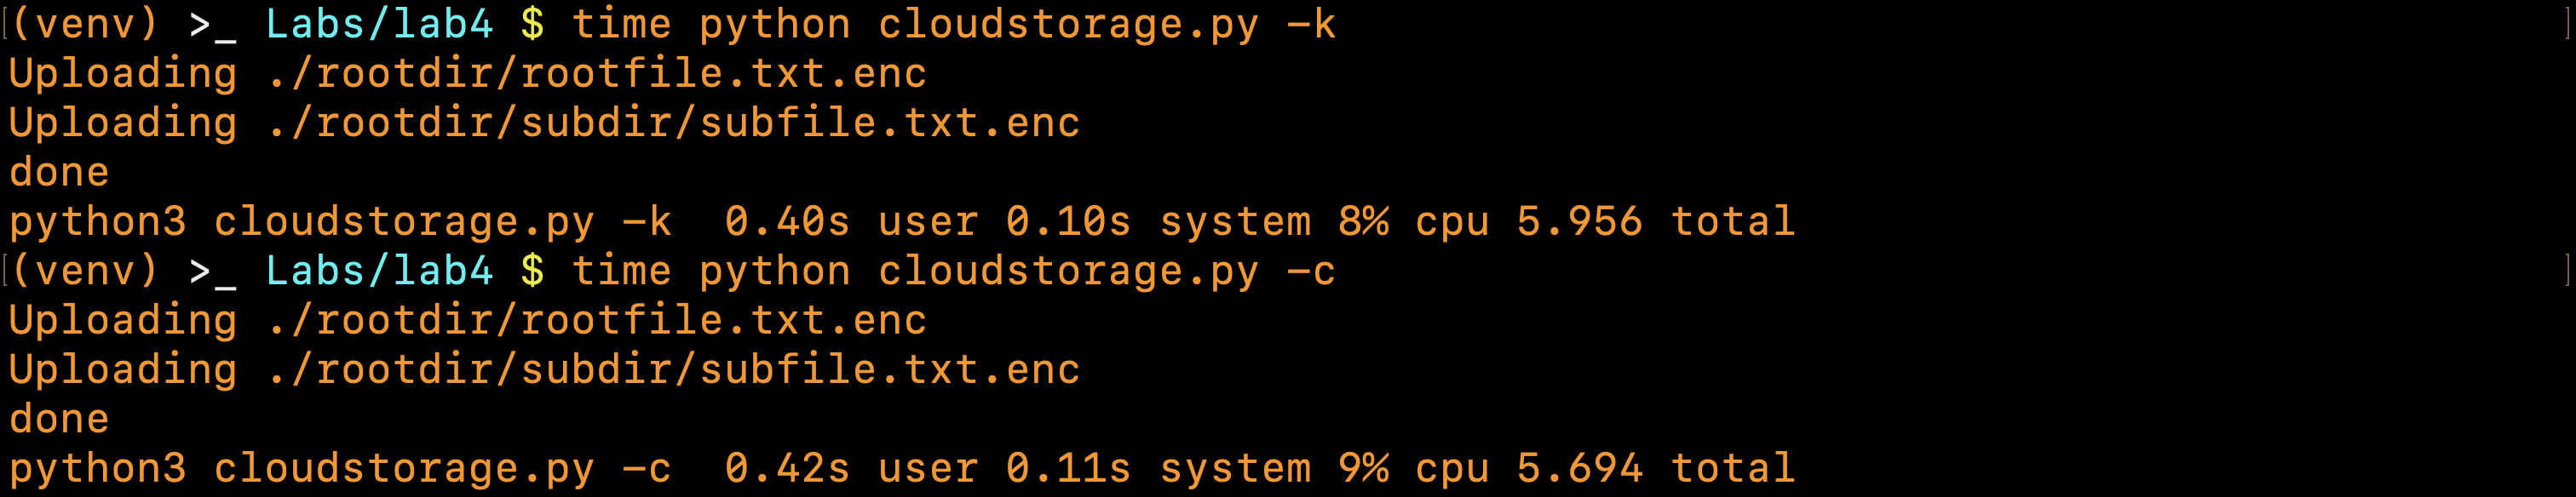 [(venv) >_ Labs/lab4 $ time python cloudstorage.py -k ]
Uploading ./rootdir/rootfile.txt.enc
Uploading ./rootdir/subdir/subfile.txt.enc
done
python3 cloudstorage.py -k  0.40s user 0.10s system 8% cpu 5.956 total
[(venv) >_ Labs/lab4 $ time python cloudstorage.py -c ]
Uploading ./rootdir/rootfile.txt.enc
Uploading ./rootdir/subdir/subfile.txt.enc
done
python3 cloudstorage.py -c  0.42s user 0.11s system 9% cpu 5.694 total